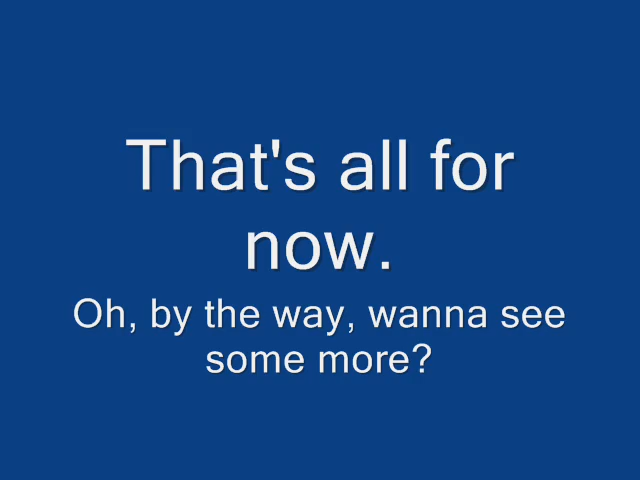 That's all for
now.
Oh, by the way, wanna see
some more?